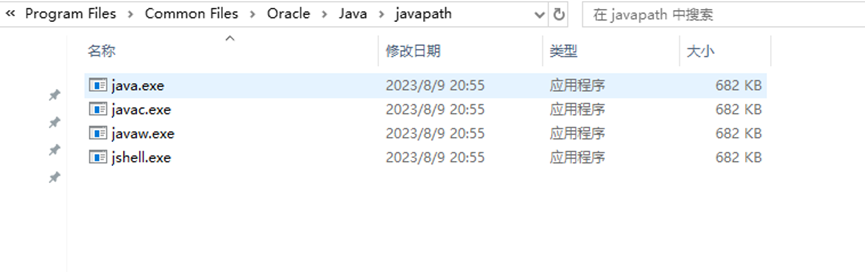 « Program Files > Common Files > Oracle > Java > javapath 在 javapath 中搜索
名称 修改日期 类型 大小
java.exe 2023/8/9 20:55 应用程序 682 KB
javac.exe 2023/8/9 20:55 应用程序 682 KB
javaw.exe 2023/8/9 20:55 应用程序 682 KB
jshell.exe 2023/8/9 20:55 应用程序 682 KB